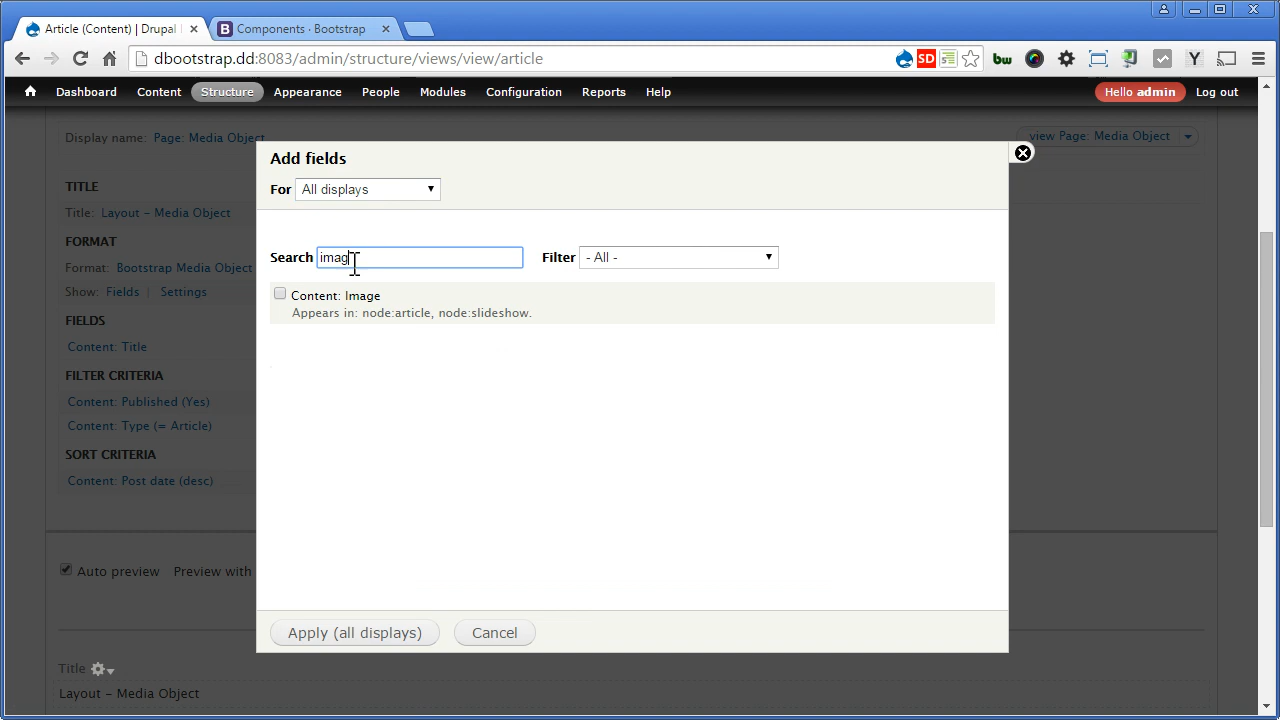 Article (Content) | Drupal
Components · Bootstrap
dbootstrap.dd:8083/admin/structure/views/view/article
SD
5
bw
Y
Dashboard Content Structure Appearance People Modules Configuration Reports Help Hello admin Log out
Display name: Page: Media Object
view Page: Media Object
TITLE
Title: Layout - Media Object
FORMAT
Format: Bootstrap Media Object
Show: Fields | Settings
FIELDS
Content: Title
FILTER CRITERIA
Content: Published (Yes)
Content: Type (= Article)
SORT CRITERIA
Content: Post date (desc)
Add fields
For All displays
Search imag Filter - All -
Content: Image
Appears in: node:article, node:slideshow.
Apply (all displays) Cancel
Auto preview Preview with
Title
Layout - Media Object